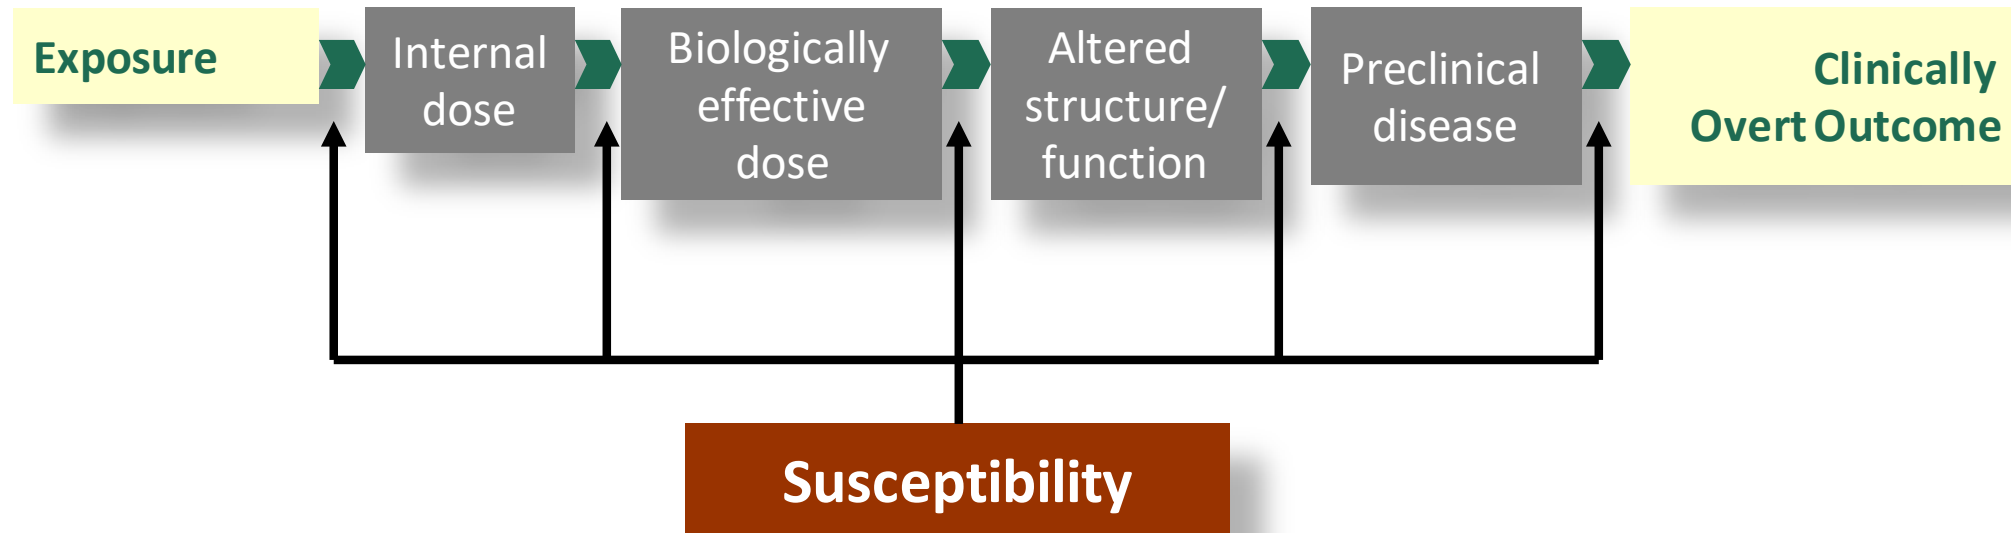 Exposure
Internal
dose
Biologically
effective
dose
Altered
structure/
function
Preclinical
disease
Clinically
Overt Outcome
Susceptibility